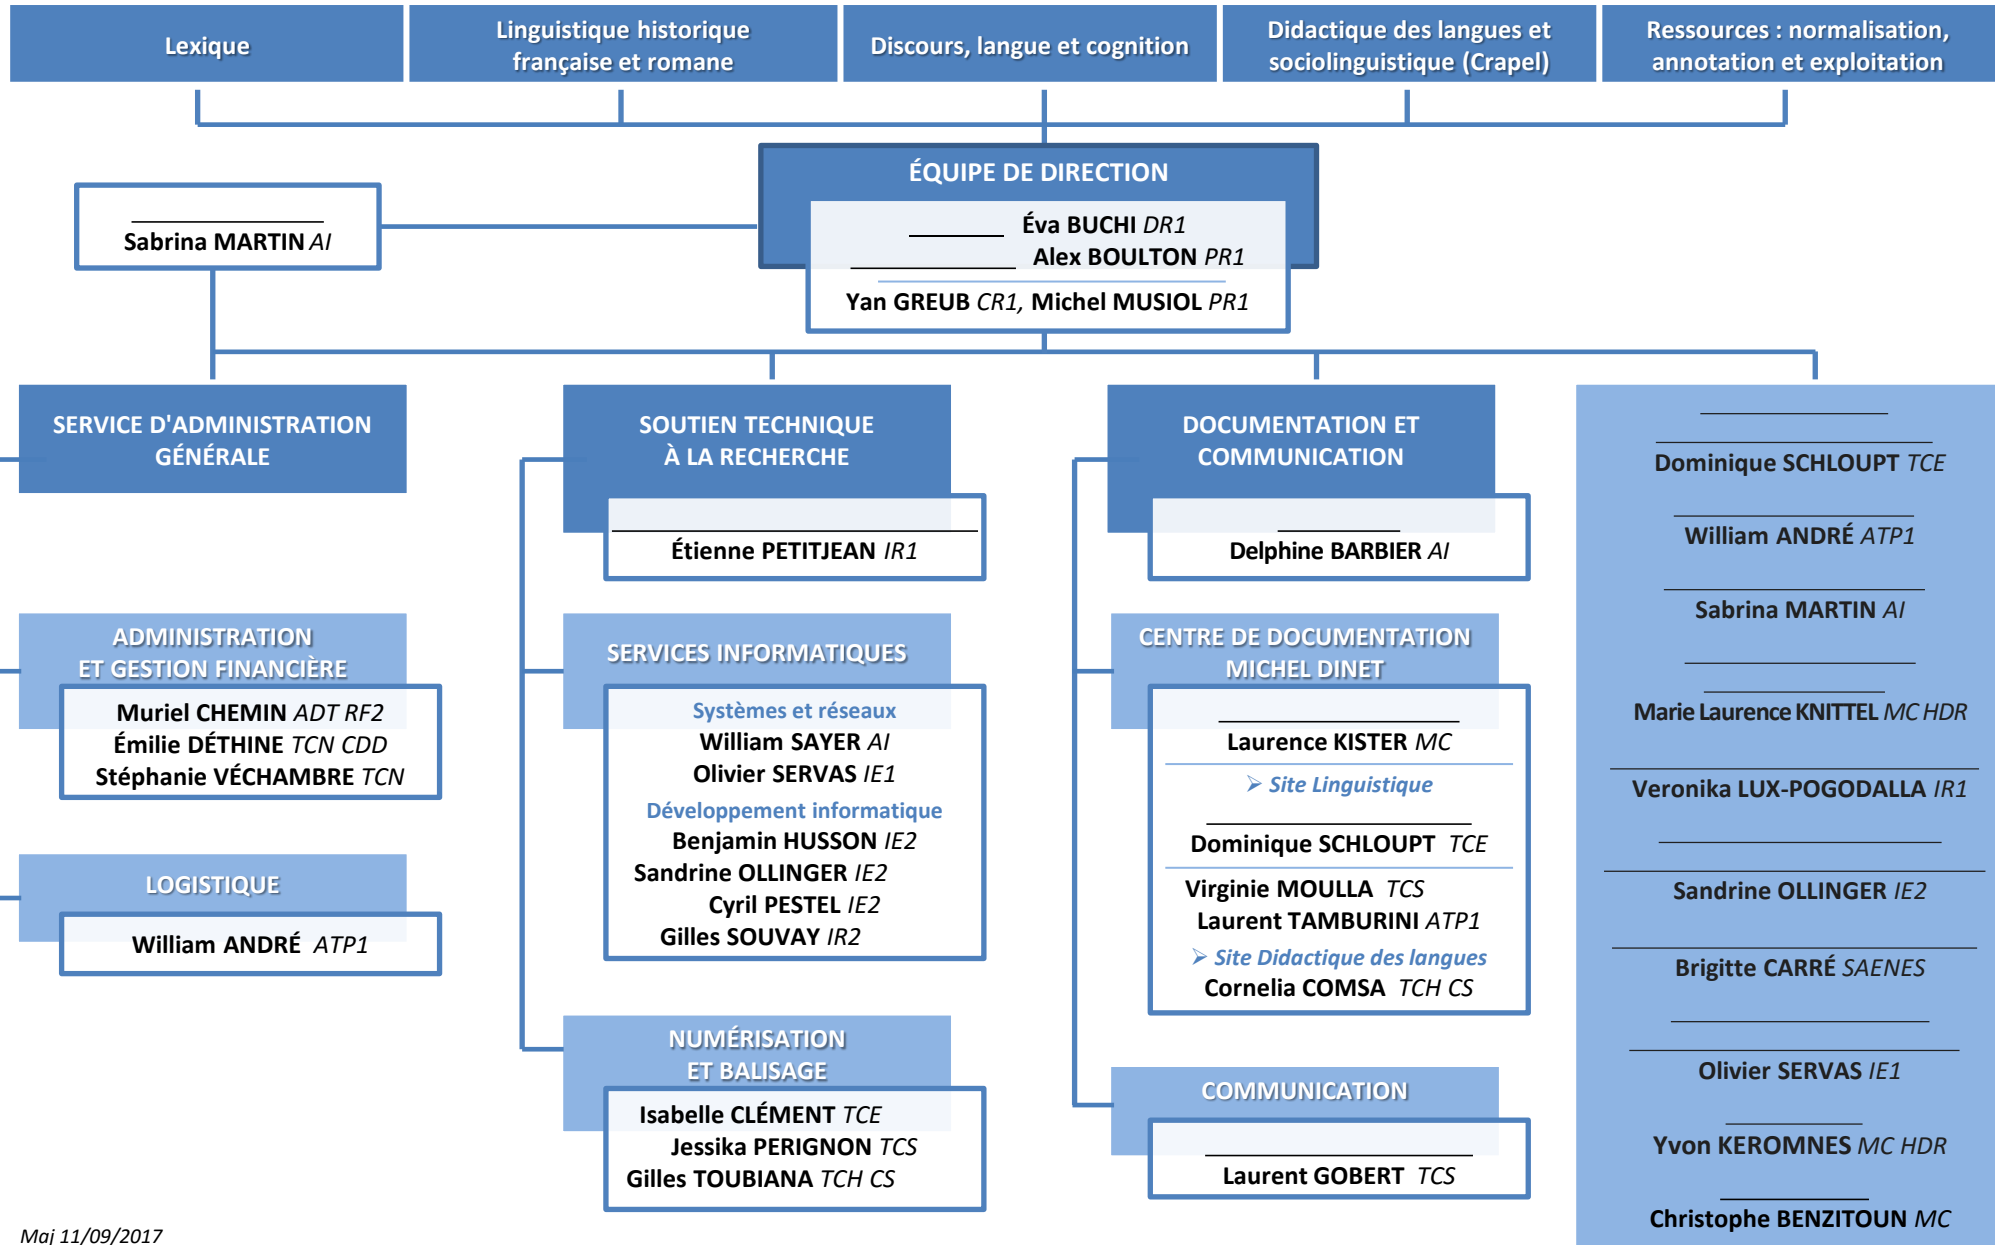 Lexique
Linguistique historique
française et romane
Discours, langue et cognition
Didactique des langues et
sociolinguistique (Crapel)
Ressources : normalisation,
annotation et exploitation
ÉQUIPE DE DIRECTION
Éva BUCHI DR1
Alex BOULTON PR1
Yan GREUB CR1, Michel MUSIOL PR1
Sabrina MARTIN AI
SERVICE D'ADMINISTRATION
GÉNÉRALE
ADMINISTRATION
ET GESTION FINANCIÈRE
Muriel CHEMIN ADT RF2
Émilie DÉTHINE TCN CDD
Stéphanie VÉCHAMBRE TCN
LOGISTIQUE
William ANDRÉ ATP1
SOUTIEN TECHNIQUE
À LA RECHERCHE
Étienne PETITJEAN IR1
SERVICES INFORMATIQUES
Systèmes et réseaux
William SAYER AI
Olivier SERVAS IE1
Développement informatique
Benjamin HUSSON IE2
Sandrine OLLINGER IE2
Cyril PESTEL IE2
Gilles SOUVAY IR2
NUMÉRISATION
ET BALISAGE
Isabelle CLÉMENT TCE
Jessika PERIGNON TCS
Gilles TOUBIANA TCH CS
DOCUMENTATION ET
COMMUNICATION
Delphine BARBIER AI
CENTRE DE DOCUMENTATION
MICHEL DINET
Laurence KISTER MC
➢ Site Linguistique
Dominique SCHLOUPT TCE
Virginie MOULLA TCS
Laurent TAMBURINI ATP1
➢ Site Didactique des langues
Cornelia COMSA TCH CS
COMMUNICATION
Laurent GOBERT TCS
Dominique SCHLOUPT TCE
William ANDRÉ ATP1
Sabrina MARTIN AI
Marie Laurence KNITTEL MC HDR
Veronika LUX-POGODALLA IR1
Sandrine OLLINGER IE2
Brigitte CARRÉ SAENES
Olivier SERVAS IE1
Yvon KEROMNES MC HDR
Christophe BENZITOUN MC
Maj 11/09/2017